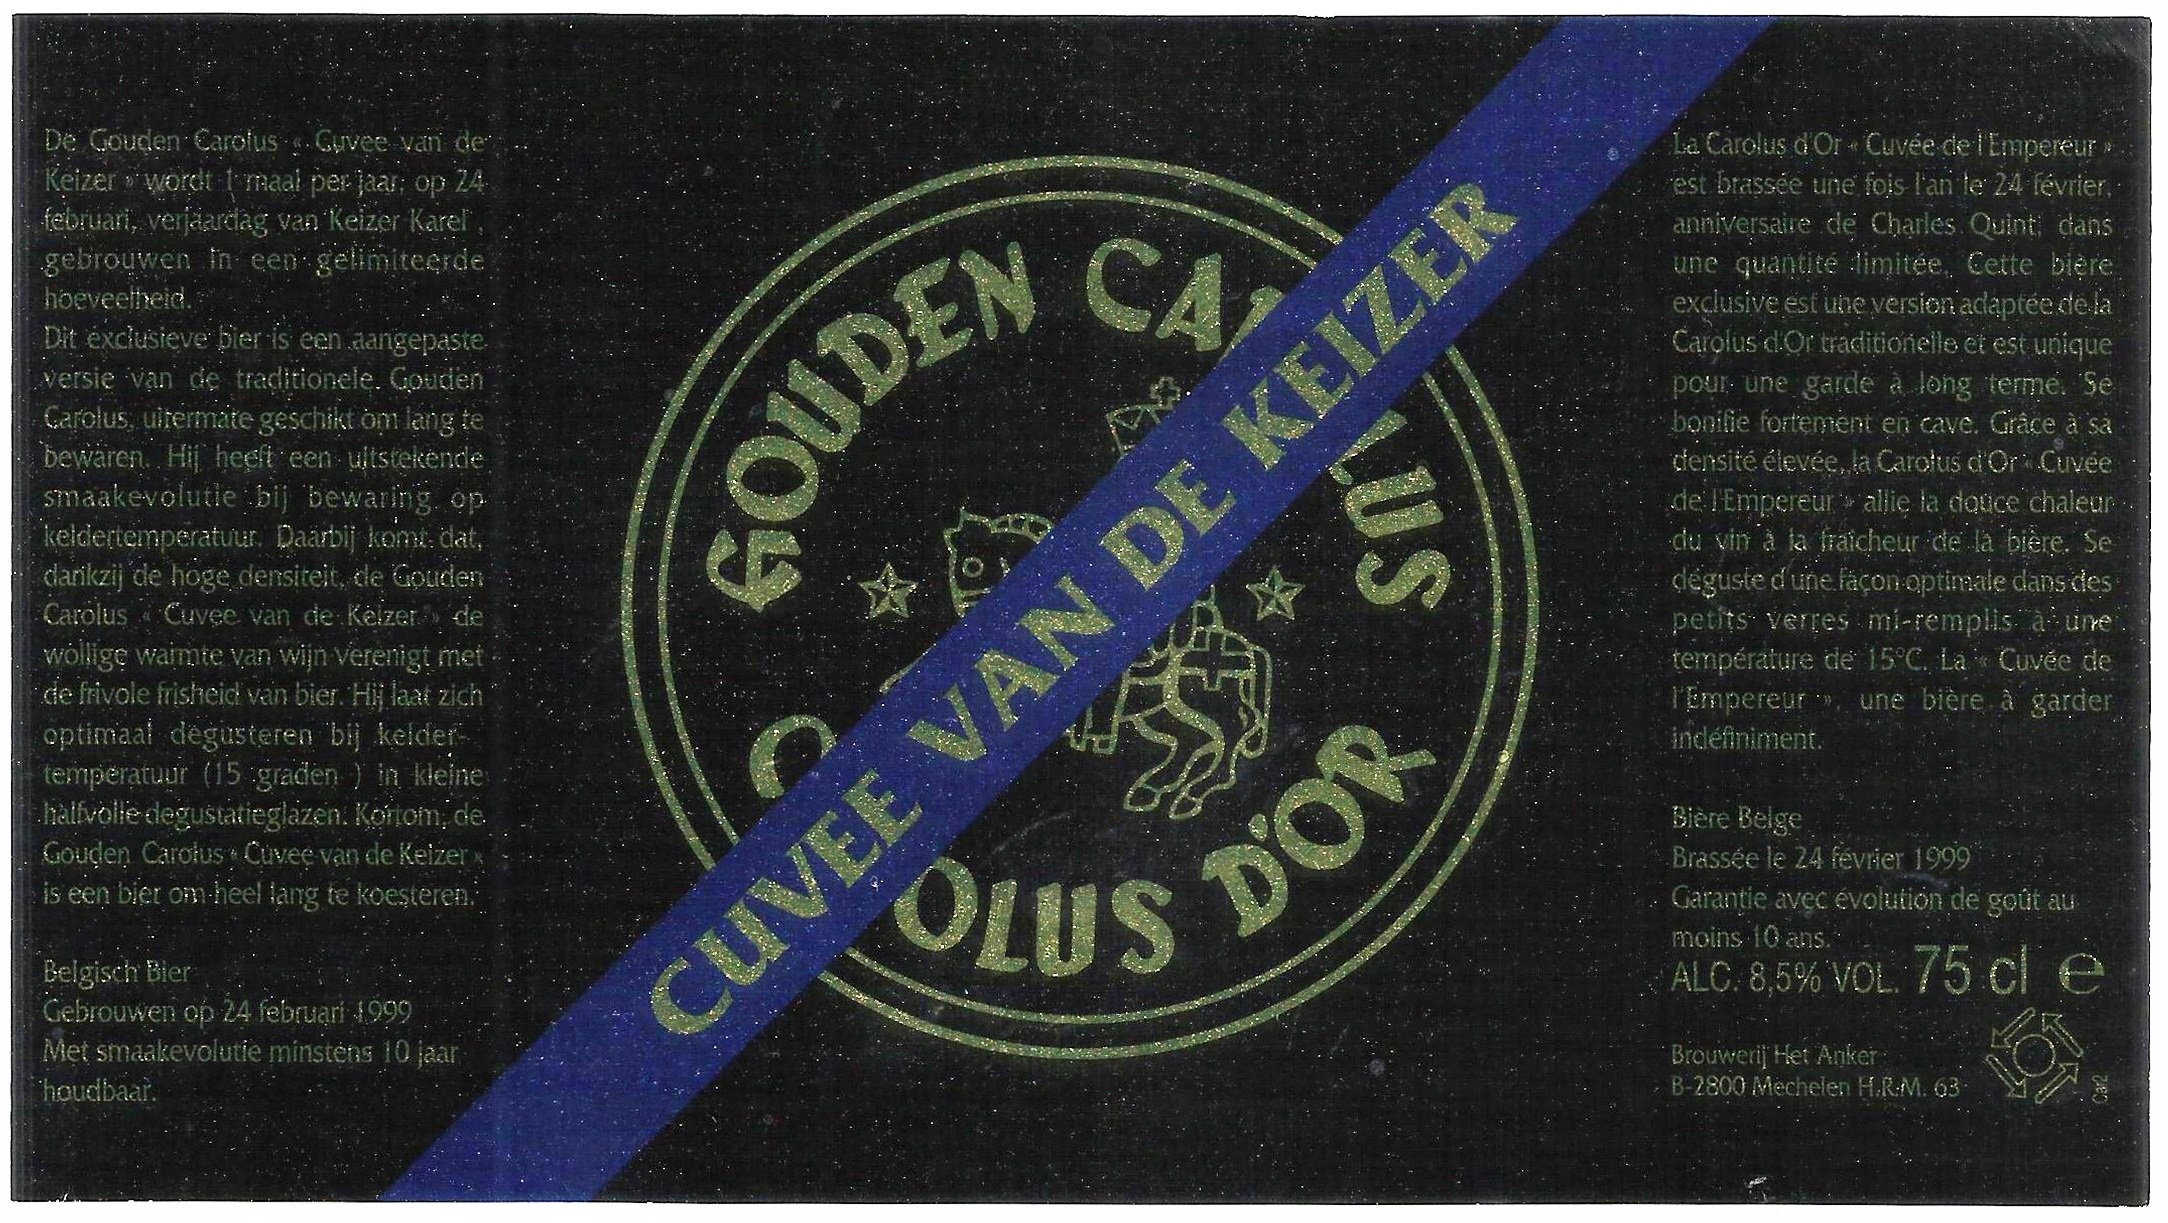 De Gouden Carolus « Cuvee van de
Keizer » wordt 1 maal per jaar, op 24
februari, verjaardag van Keizer Karel ,
gebrouwen in een gelimiteerde
hoeveelheid.
Dit exclusieve bier is een aangepaste
versie van de traditionele Gouden
Carolus, uitermate geschikt om lang te
bewaren. Hij heeft een uitstekende
smaakevolutie bij bewaring op
keldertemperatuur. Daarbij komt dat,
dankzij de hoge densiteit, de Gouden
Carolus « Cuvee van de Keizer » de
wollige warmte van wijn verenigt met
de frivole frisheid van bier. Hij laat zich
optimaal degusteren bij kelder-
temperatuur (15 graden ) in kleine
halfvolle degustatieglazen. Kortom, de
Gouden Carolus « Cuvee van de Keizer »
is een bier om heel lang te koesteren.
Belgisch Bier
Gebrouwen op 24 februari 1999
Met smaakevolutie minstens 10 jaar
houdbaar.
GOUDEN CA LUS
CUVEE VAN DE KEIZER
C OLUS D'OR
La Carolus d'Or « Cuvée de l'Empereur »
est brassée une fois l'an le 24 février,
anniversaire de Charles Quint, dans
une quantité limitée. Cette bière
exclusive est une version adaptée de la
Carolus d'Or traditionelle et est unique
pour une garde à long terme. Se
bonifie fortement en cave. Grâce à sa
densité élevée, la Carolus d'Or « Cuvée
de l'Empereur » allie la douce chaleur
du vin à la fraîcheur de la bière. Se
déguste d'une façon optimale dans des
petits verres mi-remplis à une
température de 15°C. La « Cuvée de
l'Empereur », une bière à garder
indéfiniment.
Bière Belge
Brassée le 24 février 1999
Garantie avec évolution de goût au
moins 10 ans.
ALC. 8,5% VOL. 75 cl e
Brouwerij Het Anker
B-2800 Mechelen H.R.M. 63